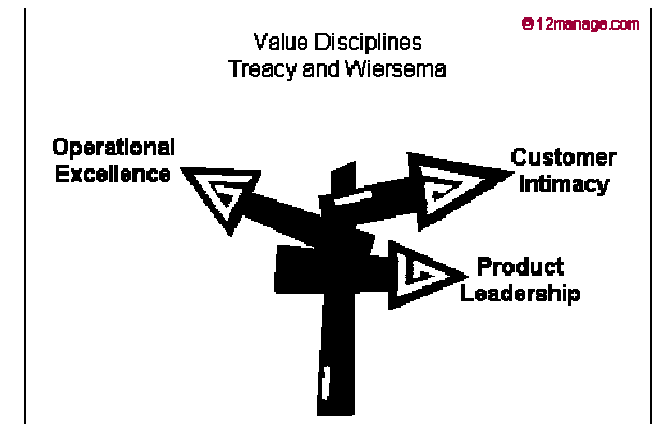 ©12manage.com
Value Disciplines
Treacy and Wiersema
Operational
Excellence
Customer
Intimacy
Product
Leadership